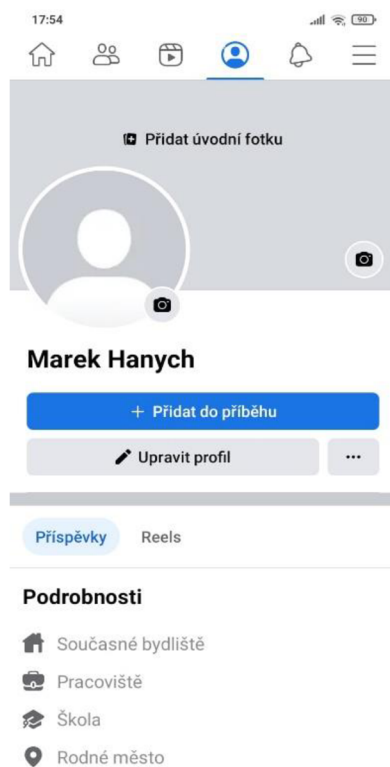 17:54
90
Přidat úvodní fotku
Marek Hanych
+ Přidat do příběhu
Upravit profil
Příspěvky Reels
Podrobnosti
Současné bydliště
Pracoviště
Škola
Rodné město